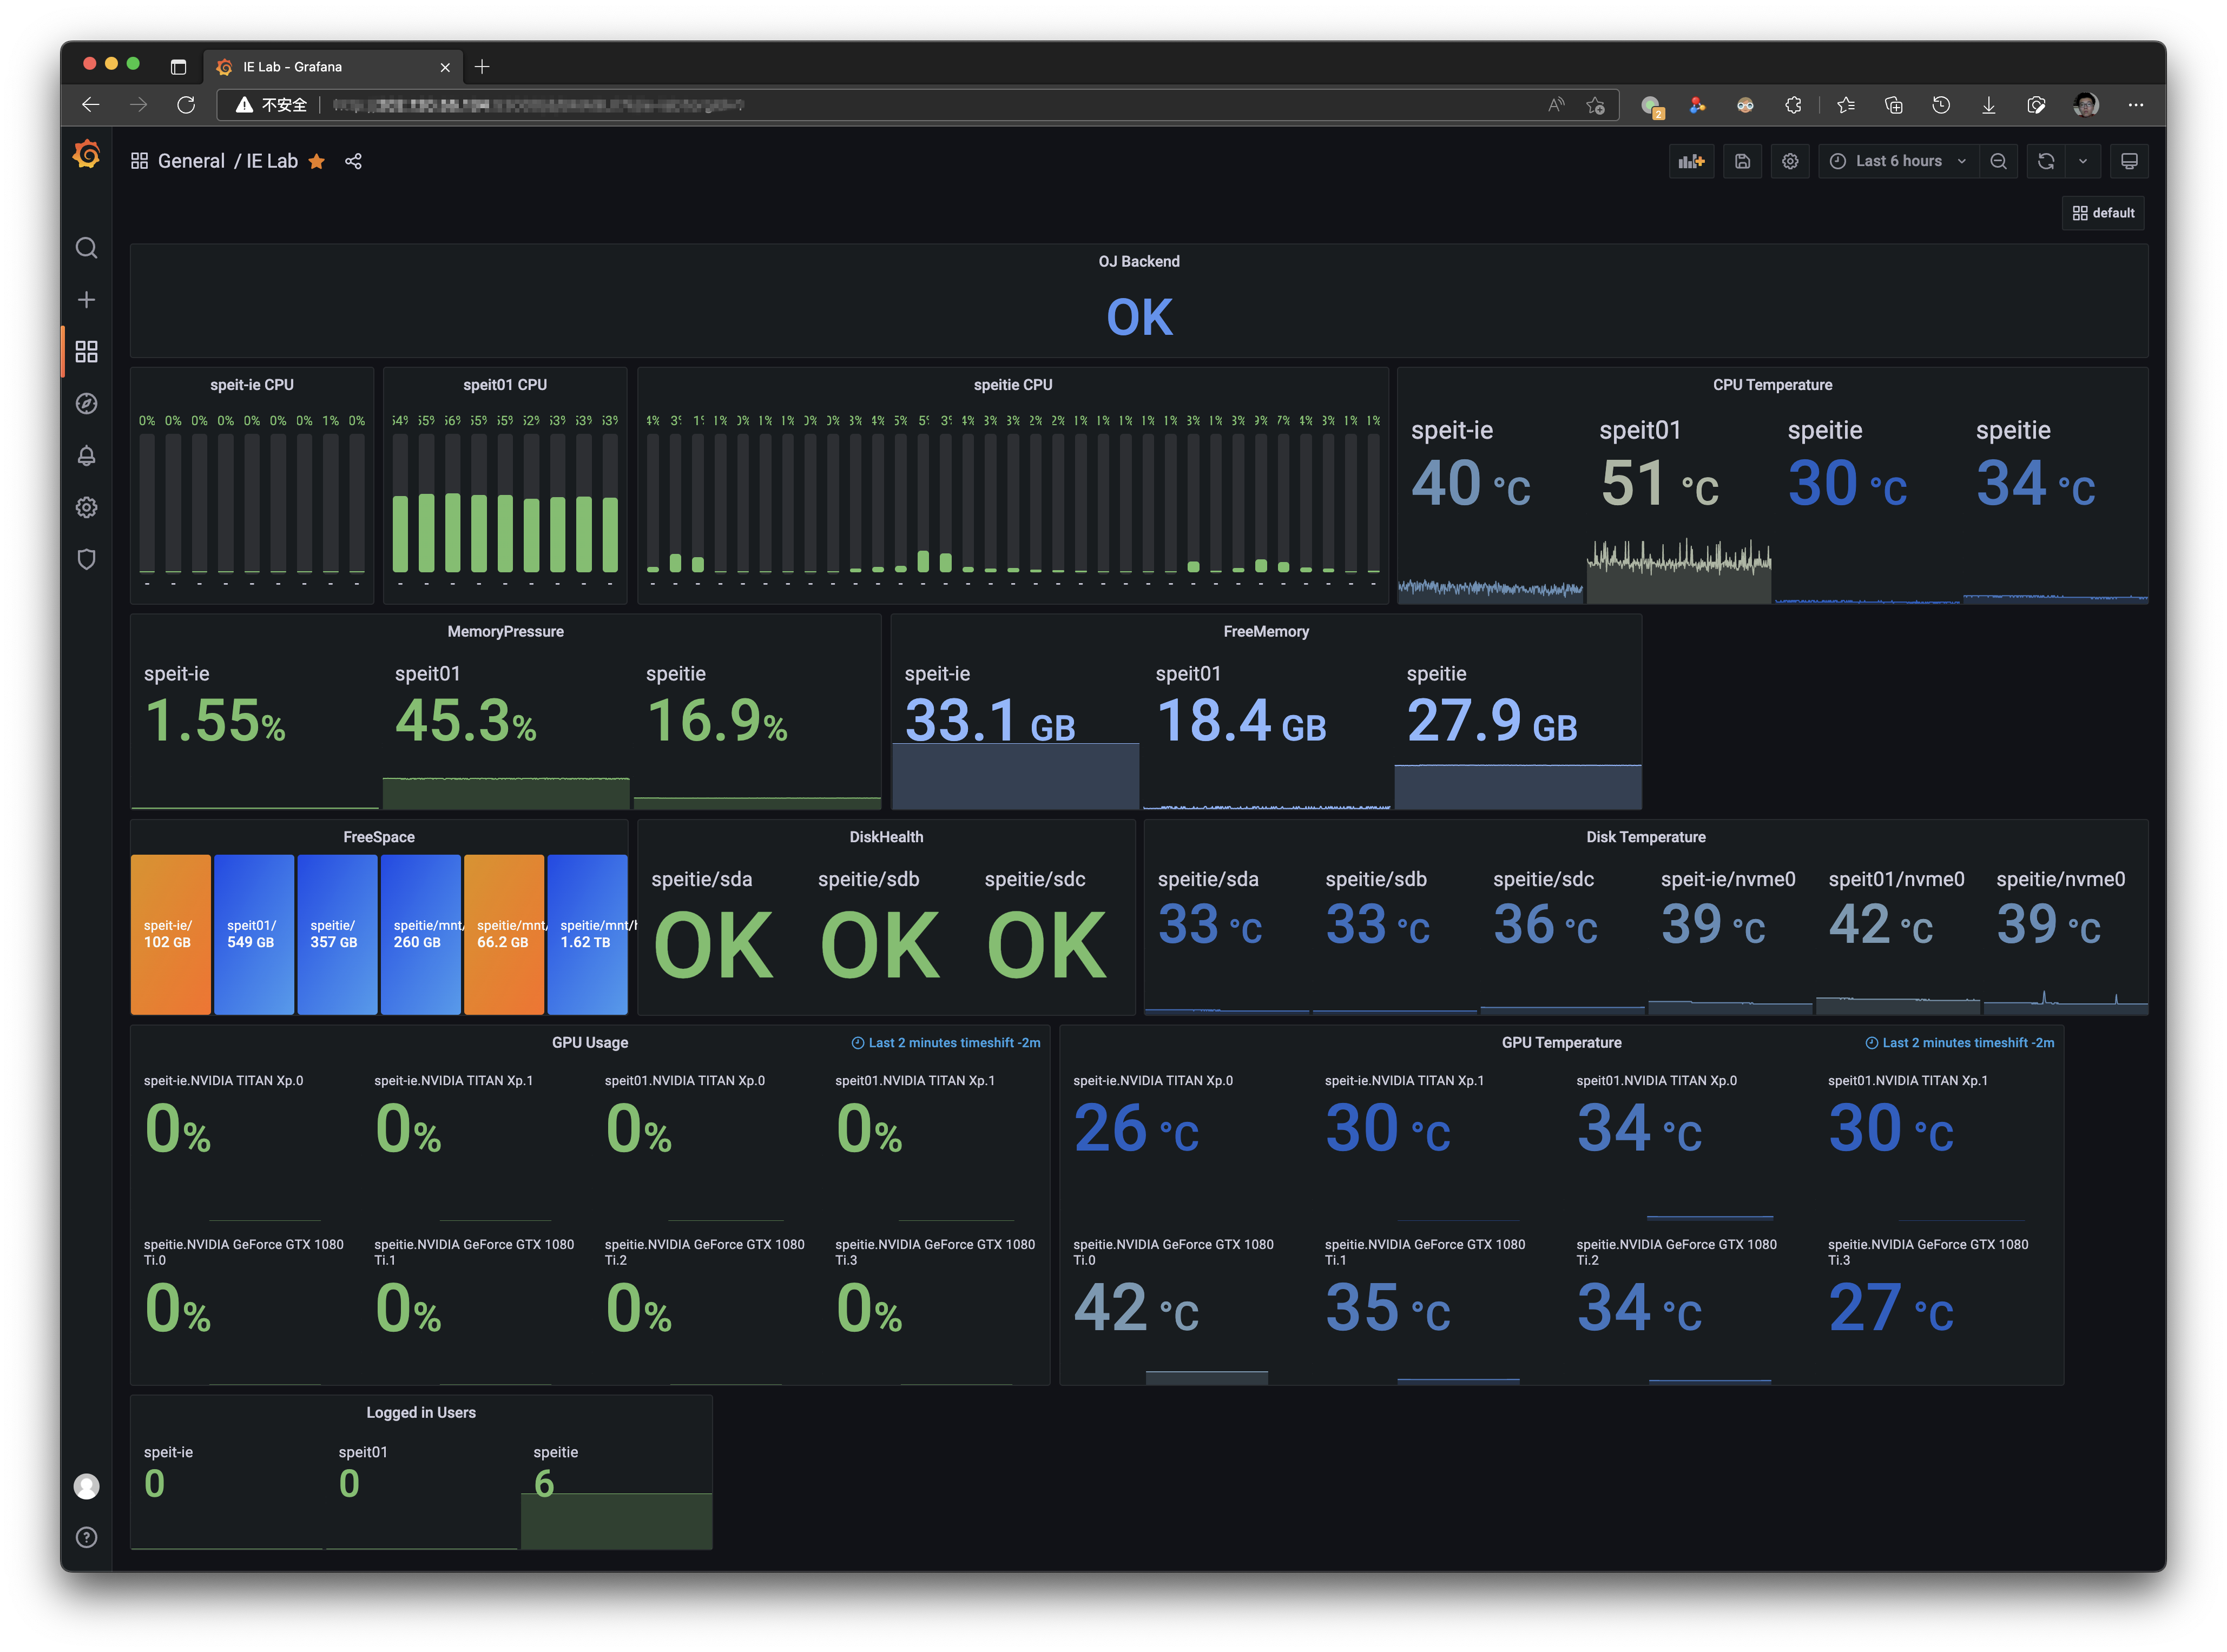 IE Lab - Grafana
不安全
2
General / IE Lab
Last 6 hours
default
OJ Backend
OK
speit-ie CPU
0% 0% 0% 0% 0% 0% 0% 1% 0%
- - - - - - - - -
speit01 CPU
54% 55% 56% 55% 55% 52% 53% 53% 53%
- - - - - - - - -
speitie CPU
CPU Temperature
speit-ie
40 °C
speit01
51 °C
speitie
30 °C
speitie
34 °C
MemoryPressure
speit-ie
1.55%
speit01
45.3%
speitie
16.9%
FreeMemory
speit-ie
33.1 GB
speit01
18.4 GB
speitie
27.9 GB
FreeSpace
speit-ie/
102 GB
speit01/
549 GB
speitie/
357 GB
speitie/mnt/
260 GB
speitie/mnt/
66.2 GB
speitie/mnt/h
1.62 TB
DiskHealth
speitie/sda
OK
speitie/sdb
OK
speitie/sdc
OK
Disk Temperature
speitie/sda
33 °C
speitie/sdb
33 °C
speitie/sdc
36 °C
speit-ie/nvme0
39 °C
speit01/nvme0
42 °C
speitie/nvme0
39 °C
GPU Usage
Last 2 minutes timeshift -2m
speit-ie.NVIDIA TITAN Xp.0
0%
speit-ie.NVIDIA TITAN Xp.1
0%
speit01.NVIDIA TITAN Xp.0
0%
speit01.NVIDIA TITAN Xp.1
0%
speitie.NVIDIA GeForce GTX 1080
Ti.0
0%
speitie.NVIDIA GeForce GTX 1080
Ti.1
0%
speitie.NVIDIA GeForce GTX 1080
Ti.2
0%
speitie.NVIDIA GeForce GTX 1080
Ti.3
0%
GPU Temperature
Last 2 minutes timeshift -2m
speit-ie.NVIDIA TITAN Xp.0
26 °C
speit-ie.NVIDIA TITAN Xp.1
30 °C
speit01.NVIDIA TITAN Xp.0
34 °C
speit01.NVIDIA TITAN Xp.1
30 °C
speitie.NVIDIA GeForce GTX 1080
Ti.0
42 °C
speitie.NVIDIA GeForce GTX 1080
Ti.1
35 °C
speitie.NVIDIA GeForce GTX 1080
Ti.2
34 °C
speitie.NVIDIA GeForce GTX 1080
Ti.3
27 °C
Logged in Users
speit-ie
0
speit01
0
speitie
6